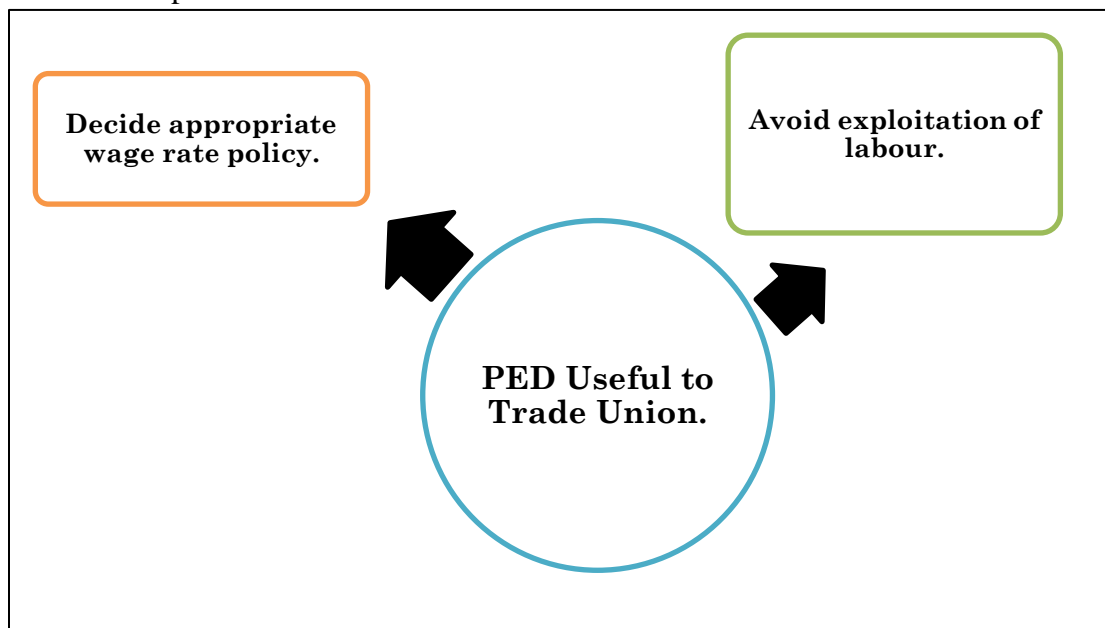 Decide appropriate
wage rate policy.
Avoid exploitation of
labour.
PED Useful to
Trade Union.